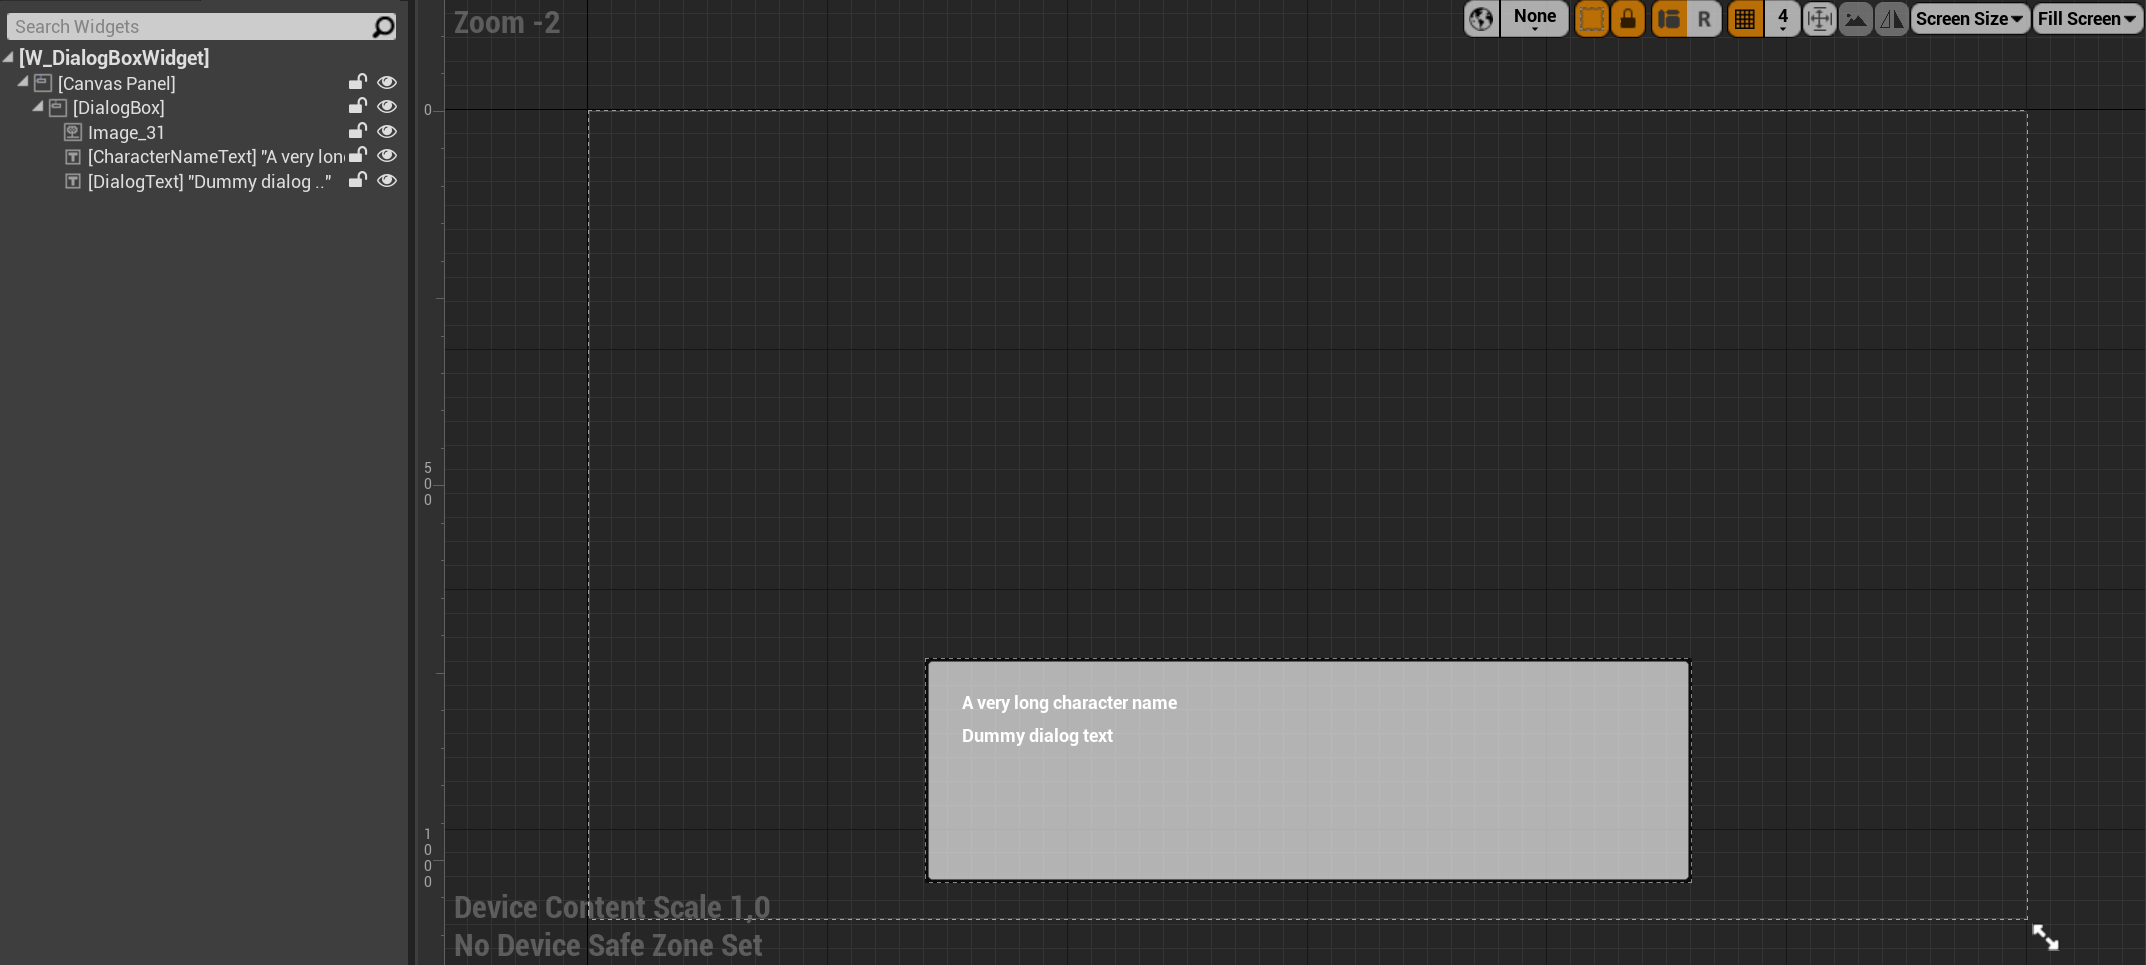 Search Widgets
[W_DialogBoxWidget]
[Canvas Panel]
[DialogBox]
Image_31
[CharacterNameText] "A very lon
[DialogText] "Dummy dialog .."
Zoom -2
None
R
4
Screen Size
Fill Screen
0
500
1000
A very long character name
Dummy dialog text
Device Content Scale 1,0
No Device Safe Zone Set